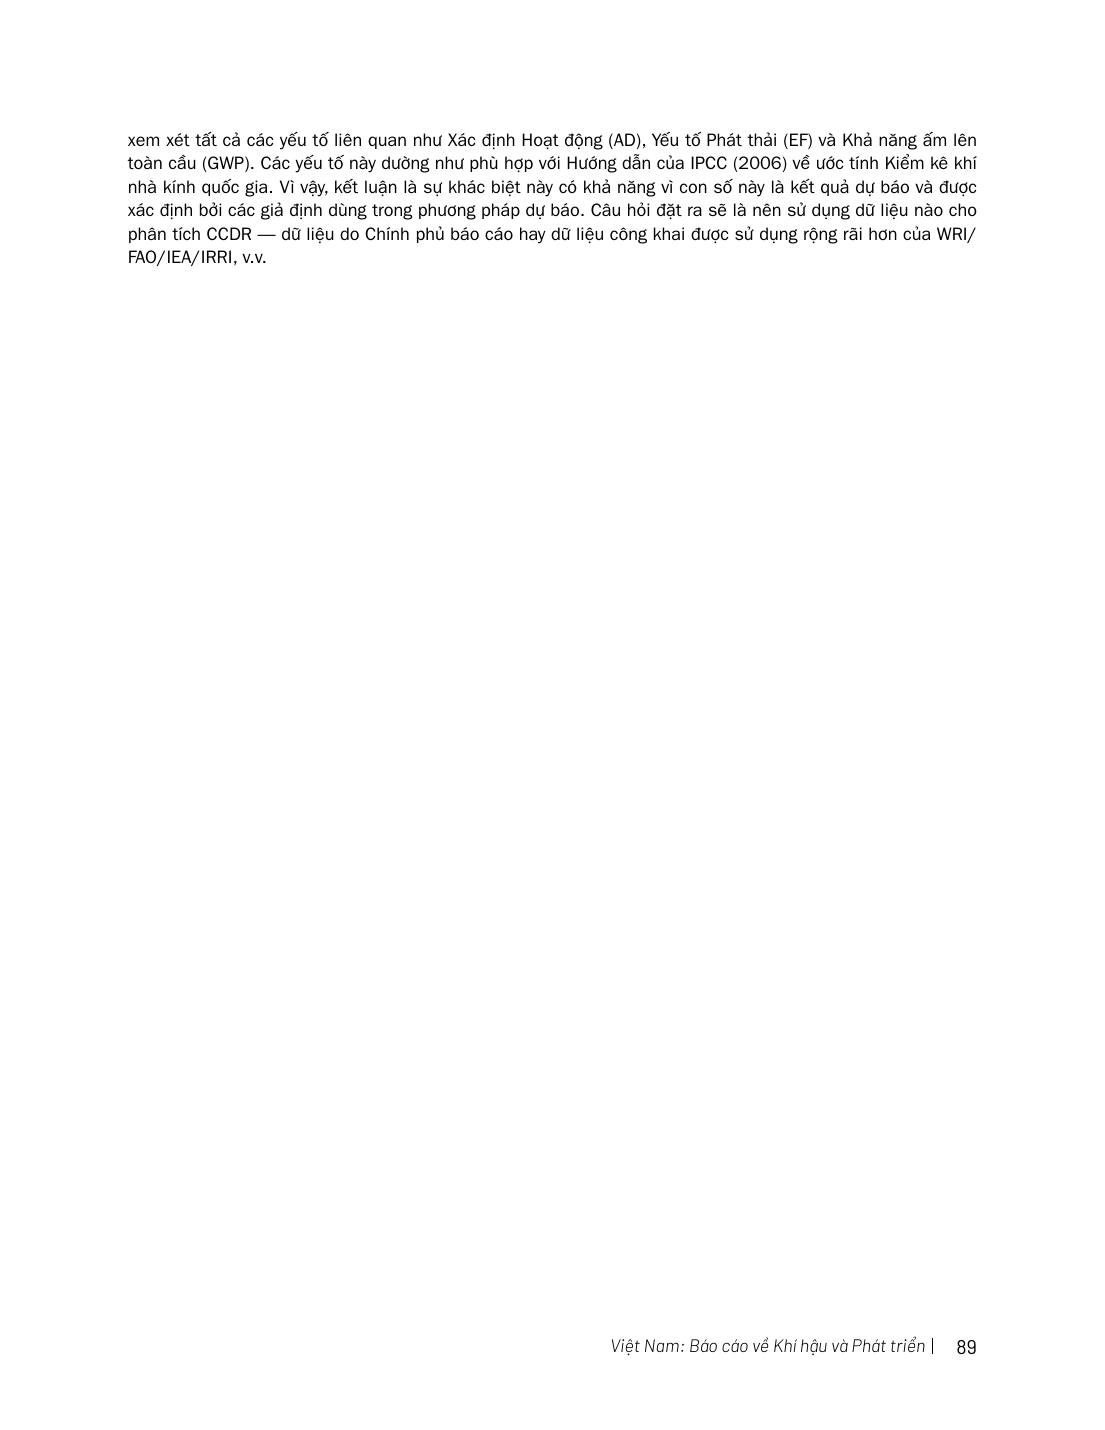 xem xét tất cả các yếu tố liên quan như Xác định Hoạt động (AD), Yếu tố Phát thải (EF) và Khả năng ấm lên
toàn cầu (GWP). Các yếu tố này dường như phù hợp với Hướng dẫn của IPCC (2006) về ước tính Kiểm kê khí
nhà kính quốc gia. Vì vậy, kết luận là sự khác biệt này có khả năng vì con số này là kết quả dự báo và được
xác định bởi các giả định dùng trong phương pháp dự báo. Câu hỏi đặt ra sẽ là nên sử dụng dữ liệu nào cho
phân tích CCDR — dữ liệu do Chính phủ báo cáo hay dữ liệu công khai được sử dụng rộng rãi hơn của WRI/
FAO/IEA/IRRI, v.v.
Việt Nam: Báo cáo về Khí hậu và Phát triển | 89